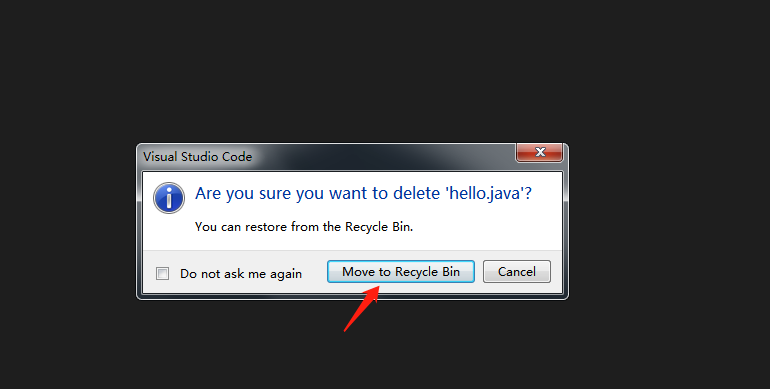 Visual Studio Code
Are you sure you want to delete 'hello.java'?
You can restore from the Recycle Bin.
Do not ask me again
Move to Recycle Bin
Cancel